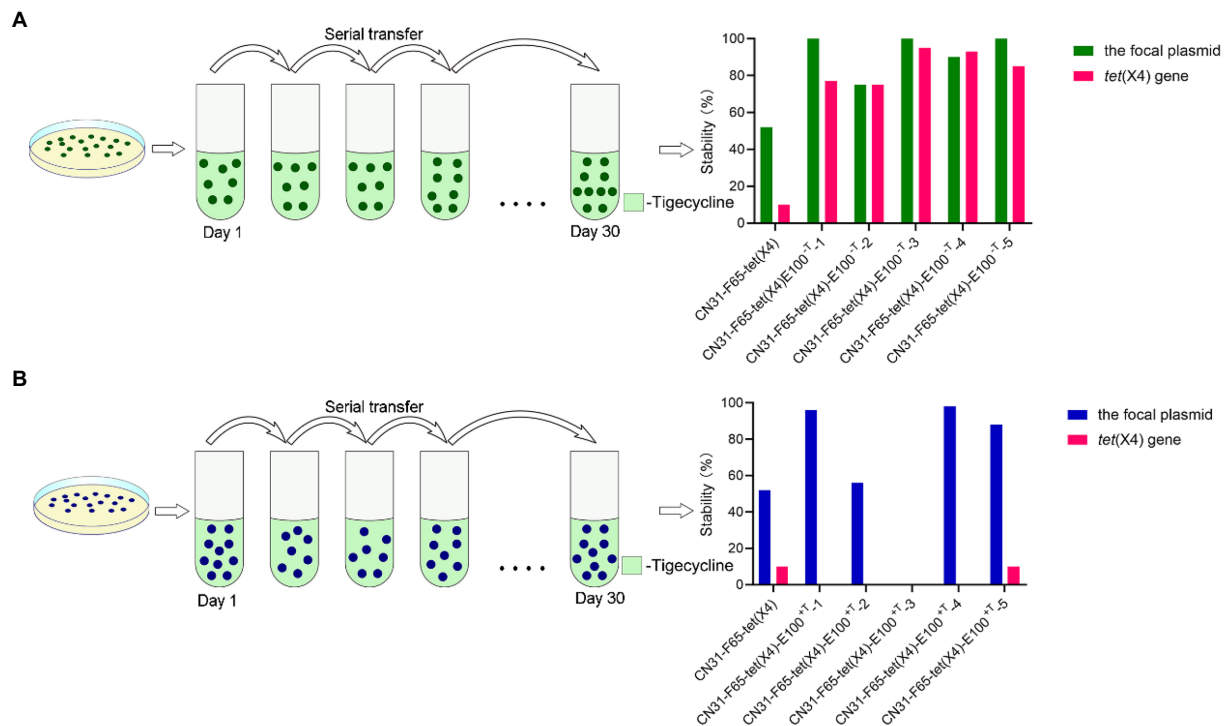 A
Serial transfer
Day 1
. . . .
Day 30
-Tigecycline
Stability (%)
100
80
60
40
20
0
CN31-F65-tet(X4)
CN31-F65-tet(X4)E100-T-1
CN31-F65-tet(X4)-E100-T-2
CN31-F65-tet(X4)-E100-T-3
CN31-F65-tet(X4)-E100-T-4
CN31-F65-tet(X4)-E100-T-5
the focal plasmid
tet(X4) gene
B
Serial transfer
Day 1
. . . .
Day 30
-Tigecycline
Stability (%)
100
80
60
40
20
0
CN31-F65-tet(X4)
CN31-F65-tet(X4)-E100+T-1
CN31-F65-tet(X4)-E100+T-2
CN31-F65-tet(X4)-E100+T-3
CN31-F65-tet(X4)-E100+T-4
CN31-F65-tet(X4)-E100+T-5
the focal plasmid
tet(X4) gene